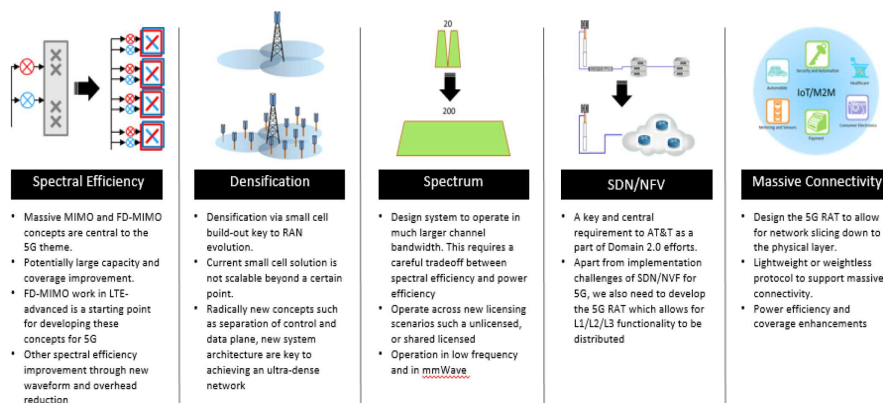 20
200
Security and Automation
Automobile
Healthcare
IoT/M2M
Metering and Sensors
Payment
Consumer Electronics
Spectral Efficiency
• Massive MIMO and FD-MIMO
concepts are central to the
5G theme.
• Potentially large capacity and
coverage improvement.
• FD-MIMO work in LTE-
advanced is a starting point
for developing these
concepts for 5G
• Other spectral efficiency
improvement through new
waveform and overhead
reduction
Densification
• Densification via small cell
build-out key to RAN
evolution.
• Current small cell solution is
not scalable beyond a certain
point.
• Radically new concepts such
as separation of control and
data plane, new system
architecture are key to
achieving an ultra-dense
network
Spectrum
• Design system to operate in
much larger channel
bandwidth. This requires a
careful tradeoff between
spectral efficiency and power
efficiency
• Operate across new licensing
scenarios such a unlicensed,
or shared licensed
• Operation in low frequency
and in mmWave
SDN/NFV
• A key and central
requirement to AT&T as a
part of Domain 2.0 efforts.
• Apart from implementation
challenges of SDN/NVF for
5G, we also need to develop
the 5G RAT which allows for
L1/L2/L3 functionality to be
distributed
Massive Connectivity
• Design the 5G RAT to allow
for network slicing down to
the physical layer.
• Lightweight or weightless
protocol to support massive
connectivity.
• Power efficiency and
coverage enhancements